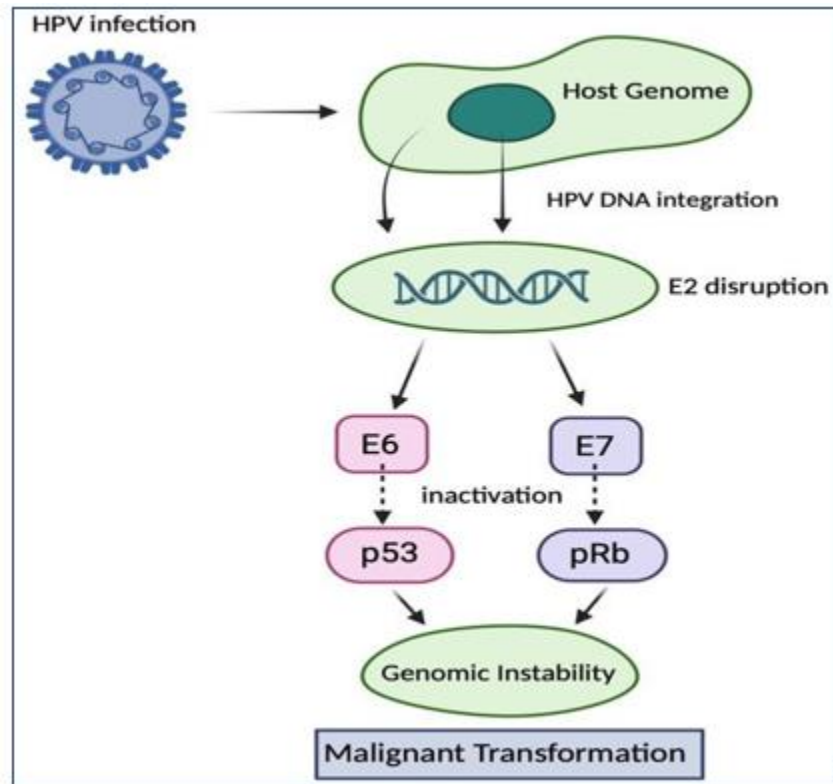 HPV infection
Host Genome
HPV DNA integration
E2 disruption
E6
E7
inactivation
p53
pRb
Genomic Instability
Malignant Transformation